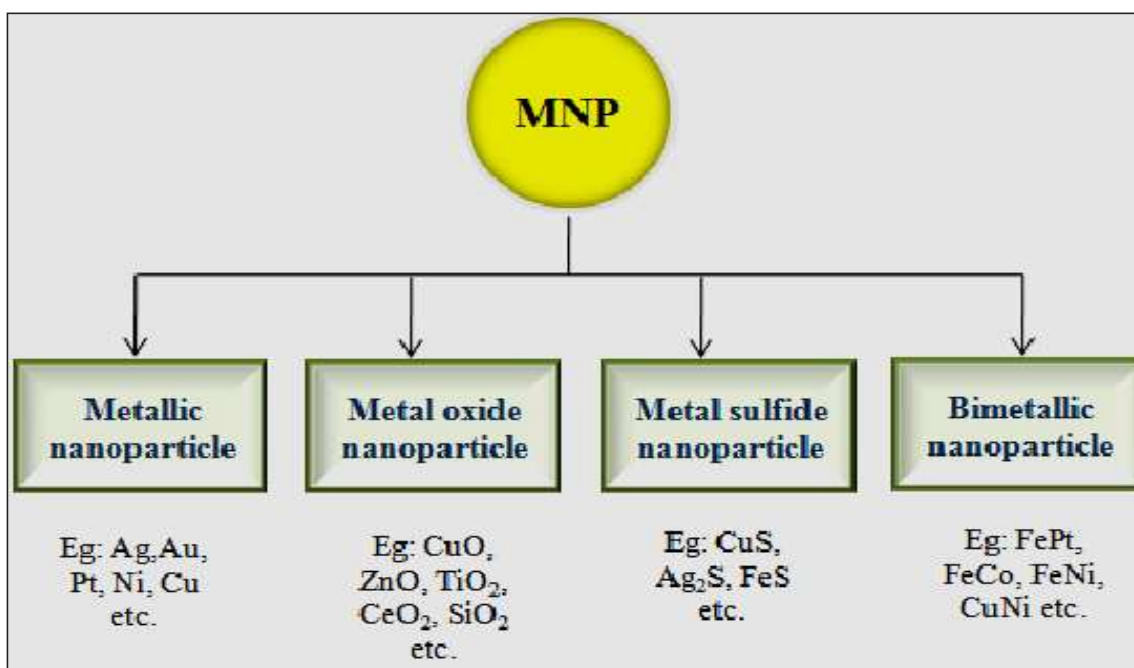 MNP
Metallic
nanoparticle
Metal oxide
nanoparticle
Metal sulfide
nanoparticle
Bimetallic
nanoparticle
Eg: Ag,Au,
Pt, Ni, Cu
etc.
Eg: CuO,
ZnO, TiO₂,
CeO₂, SiO₂
etc.
Eg: CuS,
Ag₂S, FeS
etc.
Eg: FePt,
FeCo, FeNi,
CuNi etc.